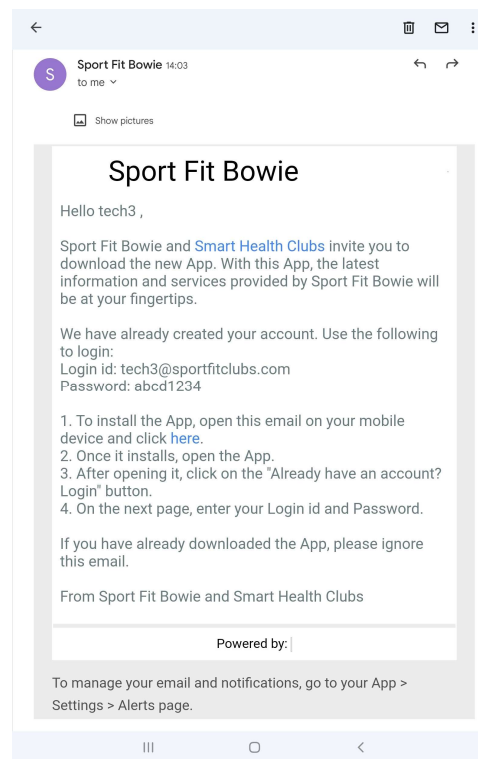 Sport Fit Bowie 14:03
S
to me
Show pictures
Sport Fit Bowie
Hello tech3 ,
Sport Fit Bowie and Smart Health Clubs invite you to
download the new App. With this App, the latest
information and services provided by Sport Fit Bowie will
be at your fingertips.
We have already created your account. Use the following
to login:
Login id: tech3@sportfitclubs.com
Password: abcd1234
1. To install the App, open this email on your mobile
device and click here.
2. Once it installs, open the App.
3. After opening it, click on the "Already have an account?
Login" button.
4. On the next page, enter your Login id and Password.
If you have already downloaded the App, please ignore
this email.
From Sport Fit Bowie and Smart Health Clubs
Powered by:
To manage your email and notifications, go to your App >
Settings > Alerts page.